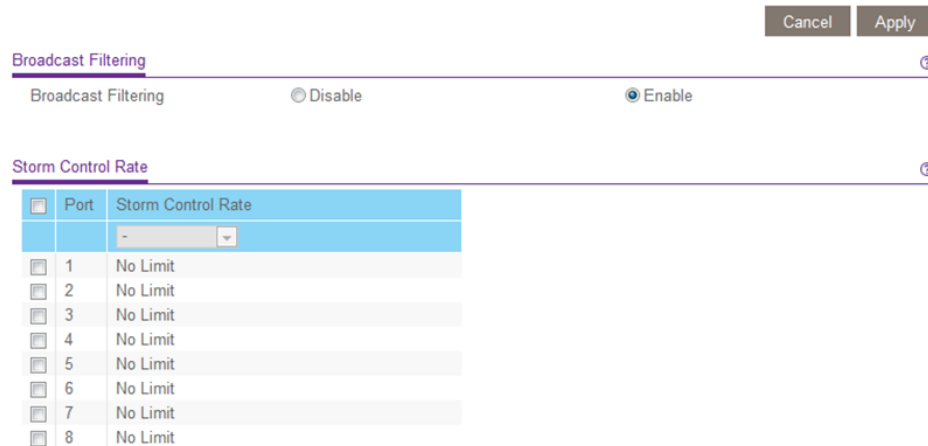 Cancel Apply
Broadcast Filtering
Broadcast Filtering Disable Enable
Storm Control Rate
Port Storm Control Rate
-
1 No Limit
2 No Limit
3 No Limit
4 No Limit
5 No Limit
6 No Limit
7 No Limit
8 No Limit